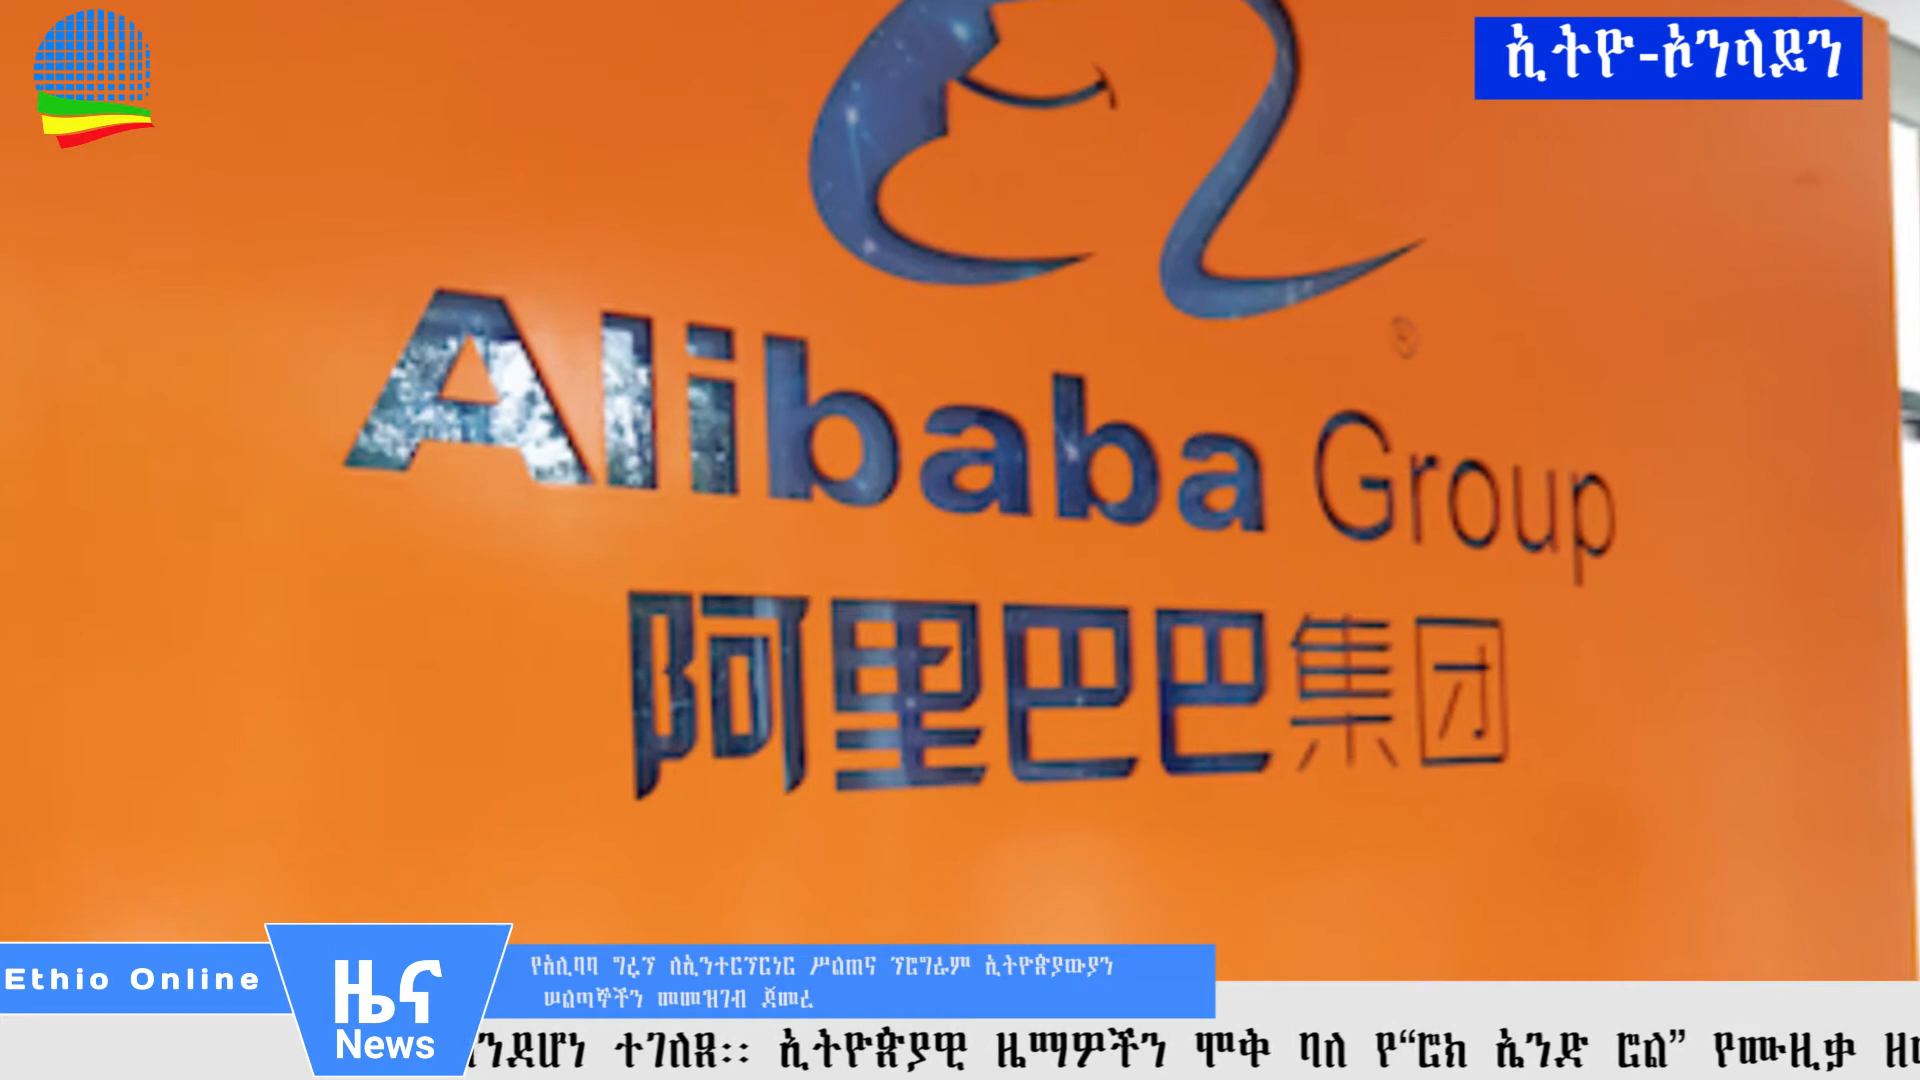 ኢትዮ-ኦንላይን
Alibaba Group
阿里巴巴集团
Ethio Online
ዜና
News
የአሊባባ ግሩፕ ለኢንተርፕርነር ሥልጠና ፕሮግራም ኢትዮጵያውያን
ሠልጣኞችን መመዝገብ ጀመረ
እንደሆነ ተገለጸ፡፡ ኢትዮጵያዊ ዜማዎችን ሞቅ ባለ የ“ሮክ ኤንድ ሮል” የሙዚቃ